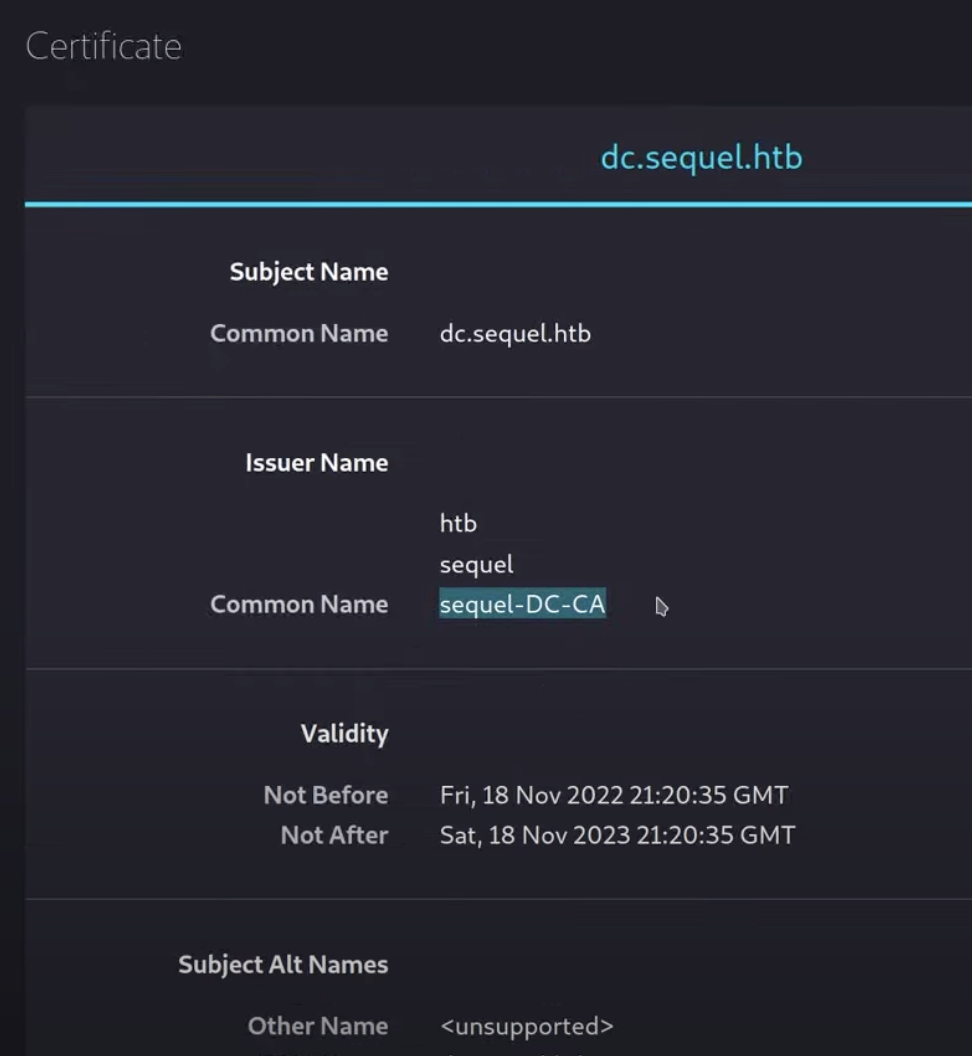 Certificate
dc.sequel.htb
Subject Name
Common Name dc.sequel.htb
Issuer Name
htb
sequel
Common Name sequel-DC-CA
Validity
Not Before Fri, 18 Nov 2022 21:20:35 GMT
Not After Sat, 18 Nov 2023 21:20:35 GMT
Subject Alt Names
Other Name <unsupported>